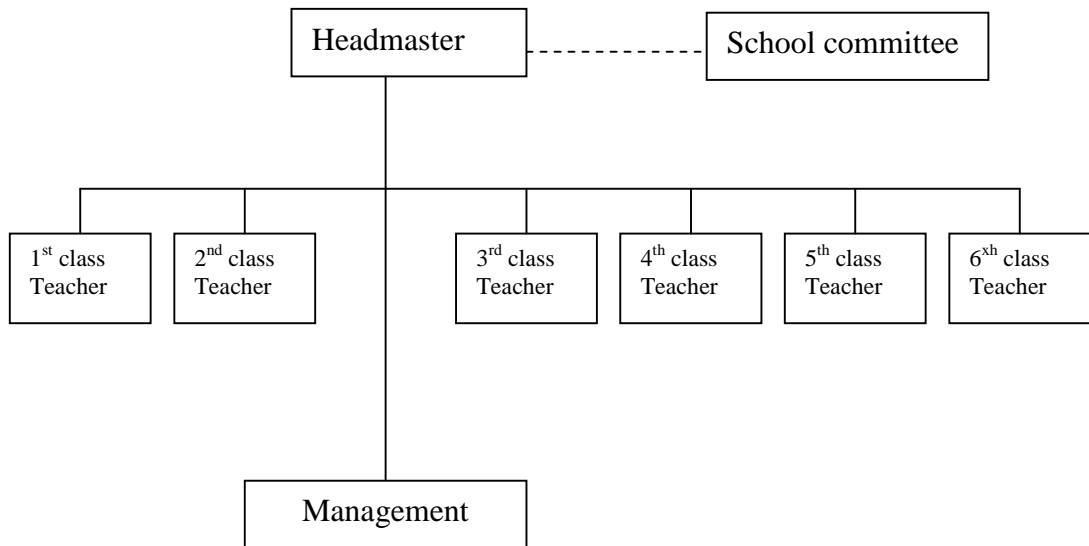 Headmaster
School committee
1st class
Teacher
2nd class
Teacher
3rd class
Teacher
4th class
Teacher
5th class
Teacher
6xh class
Teacher
Management